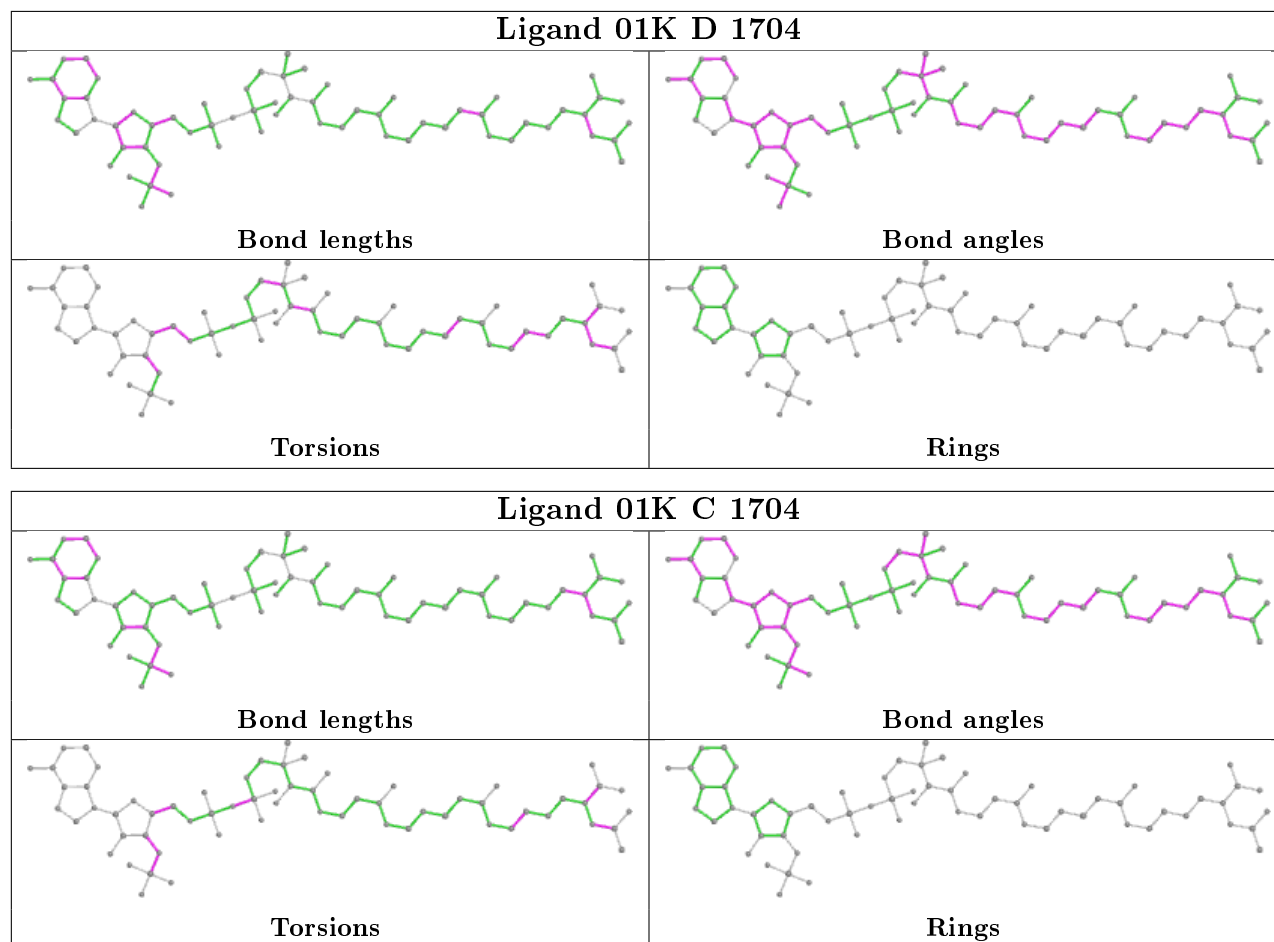 Ligand 01K D 1704
Bond lengths
Bond angles
Torsions
Rings
Ligand 01K C 1704
Bond lengths
Bond angles
Torsions
Rings